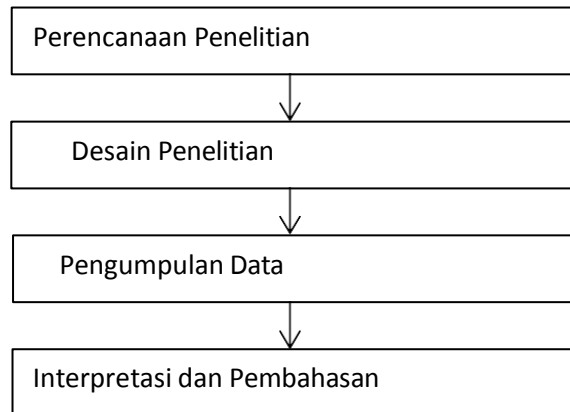 Perencanaan Penelitian
Desain Penelitian
Pengumpulan Data
Interpretasi dan Pembahasan